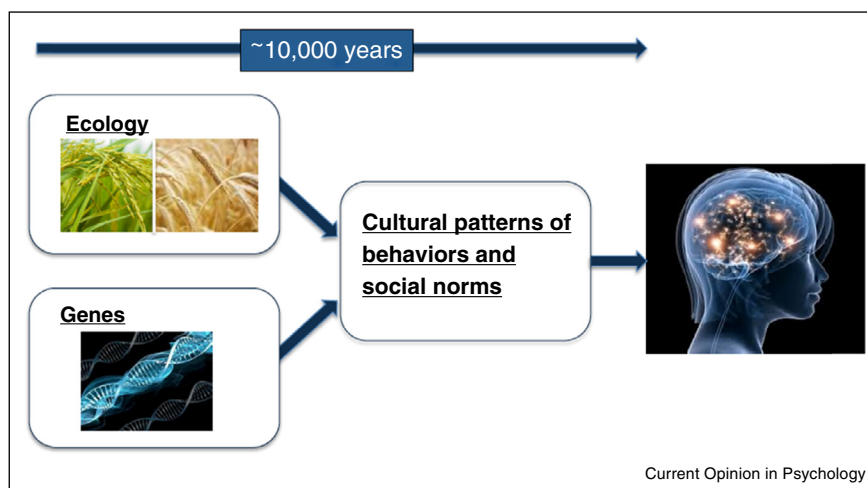 ~10,000 years
Ecology
Genes
Cultural patterns of
behaviors and
social norms
Current Opinion in Psychology